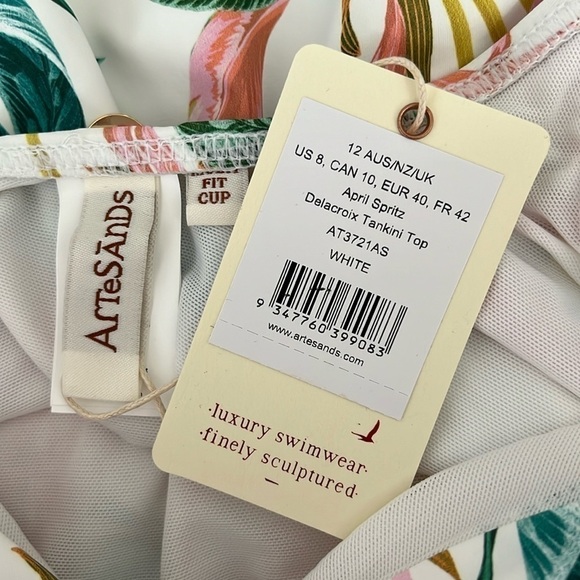 ArTeSĀnDs
FIT
CUP
12 AUS/NZ/UK
US 8, CAN 10, EUR 40, FR 42
April Spritz
Delacroix Tankini Top
AT3721AS
WHITE
9 347760 399083
www.artesands.com
·luxury swimwear·
·finely sculptured·